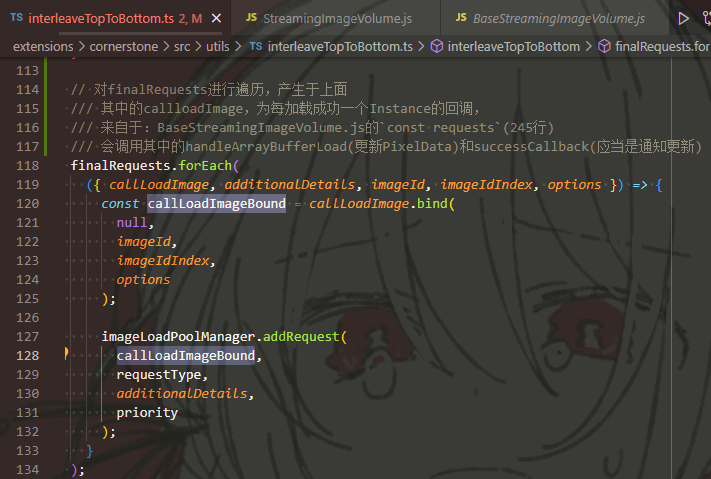 interleaveTopToBottom.ts 2, M StreamingImageVolume.js BaseStreamingImageVolume.js
extensions > cornerstone > src > utils > interleaveTopToBottom.ts > interleaveTopToBottom > finalRequests.for
113
114 // 对finalRequests进行遍历，产生于上面
115 /// 其中的callloadImage，为每加载成功一个Instance的回调，
116 /// 来自于：BaseStreamingImageVolume.js的`const requests`(245行)
117 /// 会调用其中的handleArrayBufferLoad(更新PixelData)和successCallback(应当是通知更新)
118 finalRequests.forEach(
119 ({ callLoadImage, additionalDetails, imageId, imageIdIndex, options }) => {
120 const callLoadImageBound = callLoadImage.bind(
121 null,
122 imageId,
123 imageIdIndex,
124 options
125 );
126
127 imageLoadPoolManager.addRequest(
128 callLoadImageBound,
129 requestType,
130 additionalDetails,
131 priority
132 );
133 }
134 );